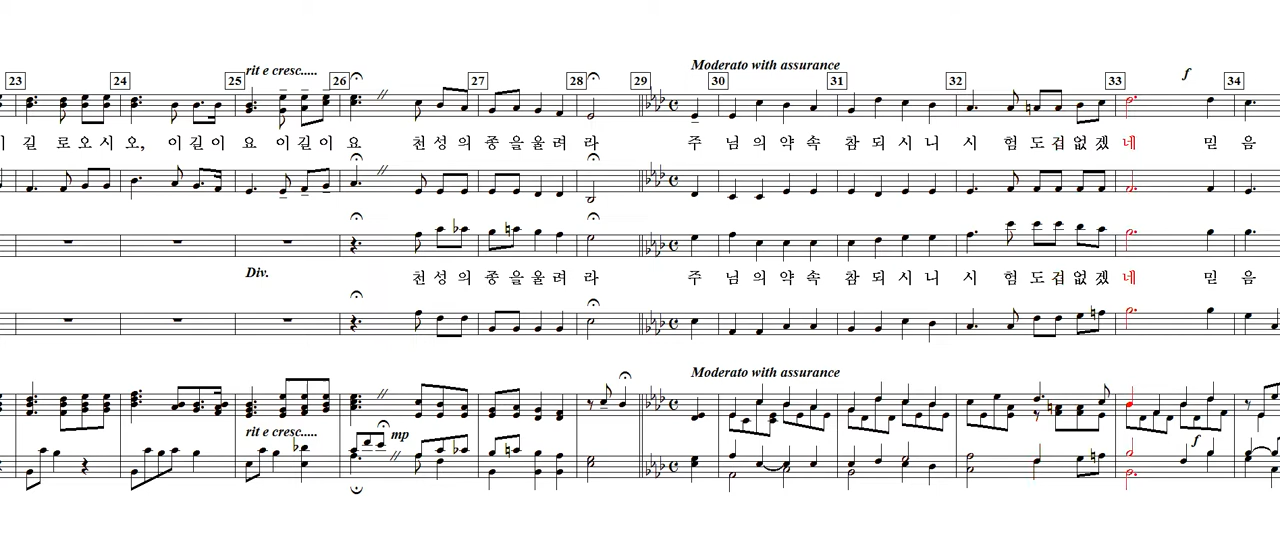 23 24 25 26 27 28 29 30 31 32 33 34
rit e cresc..... Moderato with assurance f
길 로오시 오, 이길이 요 이길이 요 천성의종을울려 라 주 님의약속 참되시니 시 험도겁없겠 네 믿 음
Div. 천성의종을울려 라 주 님의약속 참되시니 시 험도겁없겠 네 믿 음
Moderato with assurance
rit e cresc..... mp f